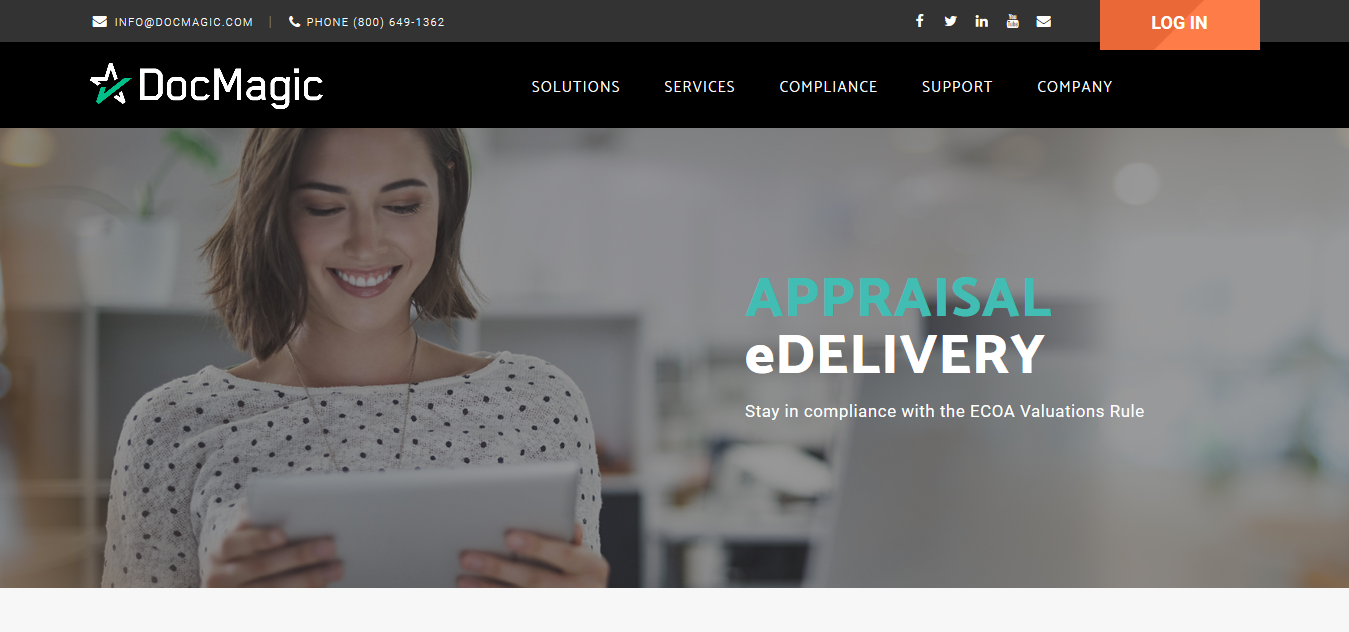 INFO@DOCMAGIC.COM | PHONE (800) 649-1362
LOG IN
DocMagic
SOLUTIONS SERVICES COMPLIANCE SUPPORT COMPANY
APPRAISAL
eDELIVERY
Stay in compliance with the ECOA Valuations Rule